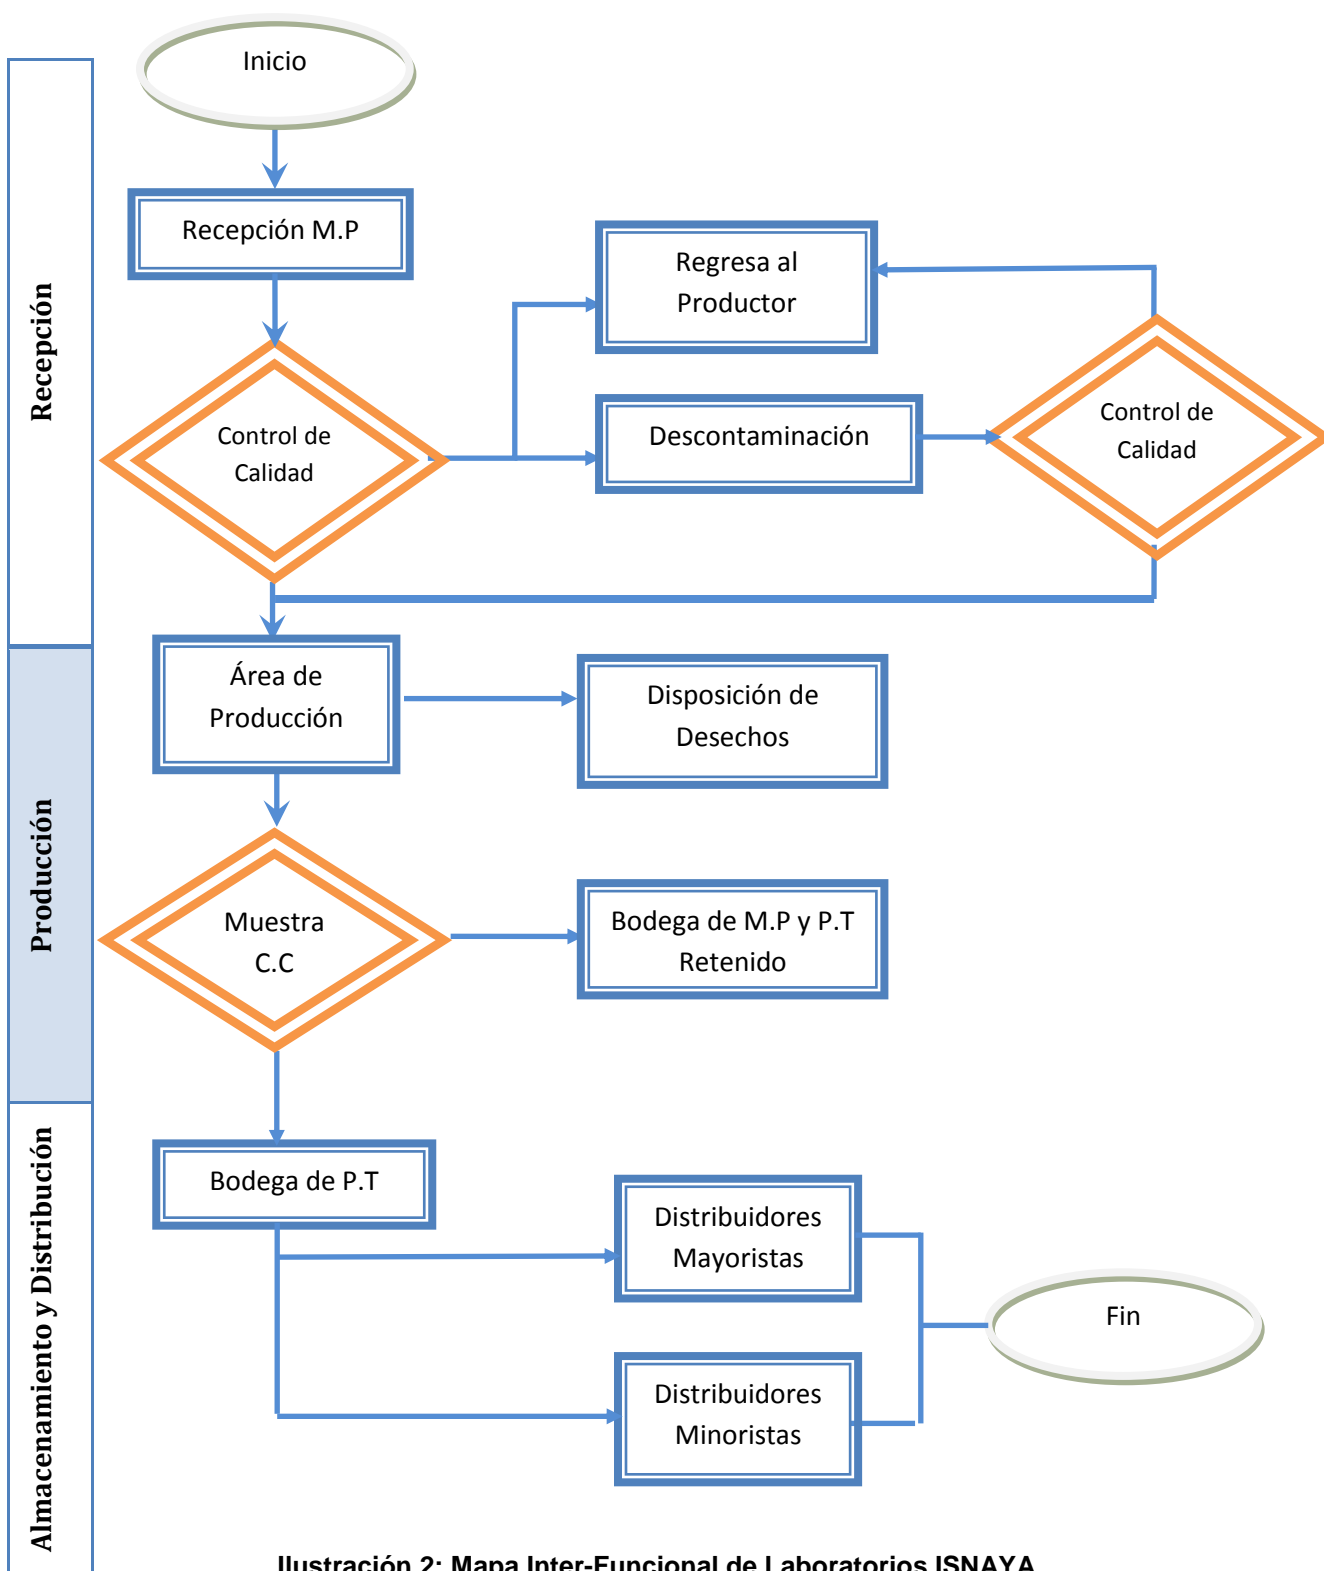 Inicio
Recepción
Recepción M.P
Regresa al
Productor
Control de
Calidad
Descontaminación
Control de
Calidad
Producción
Área de
Producción
Disposición de
Desechos
Muestra
C.C
Bodega de M.P y P.T
Retenido
Almacenamiento y Distribución
Bodega de P.T
Distribuidores
Mayoristas
Fin
Distribuidores
Minoristas
Ilustración 2: Mapa Inter-Funcional de Laboratorios ISNAYA